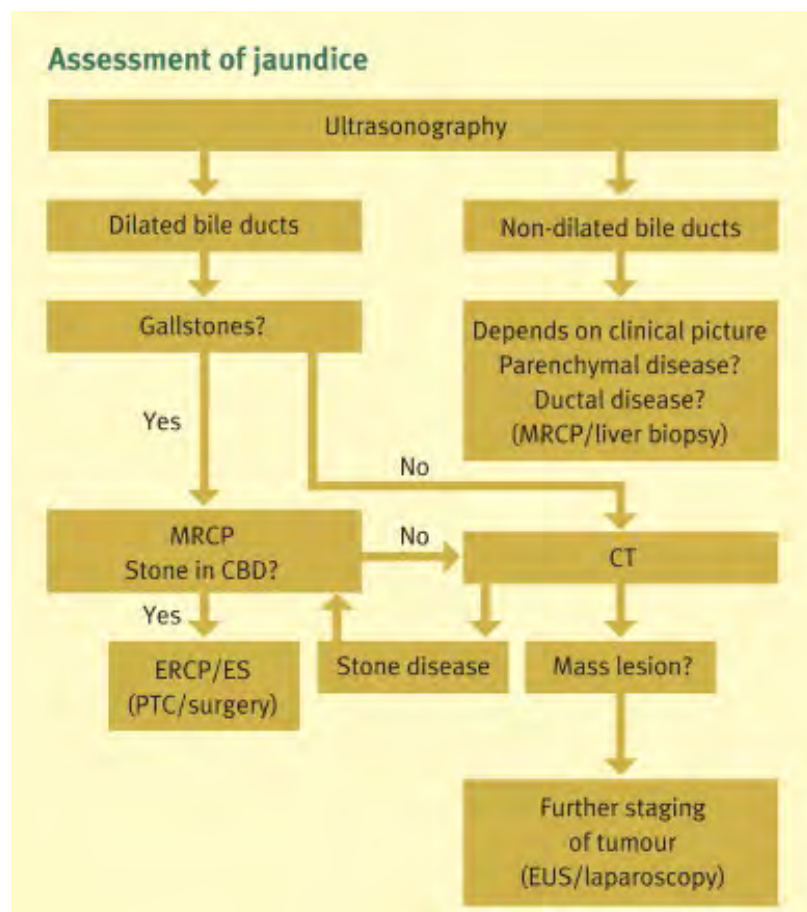 Assessment of jaundice
Ultrasonography
Dilated bile ducts
Non-dilated bile ducts
Gallstones?
Depends on clinical picture
Parenchymal disease?
Ductal disease?
(MRCP/liver biopsy)
Yes
No
MRCP
Stone in CBD?
No
CT
Yes
ERCP/ES
(PTC/surgery)
Stone disease
Mass lesion?
Further staging
of tumour
(EUS/laparoscopy)